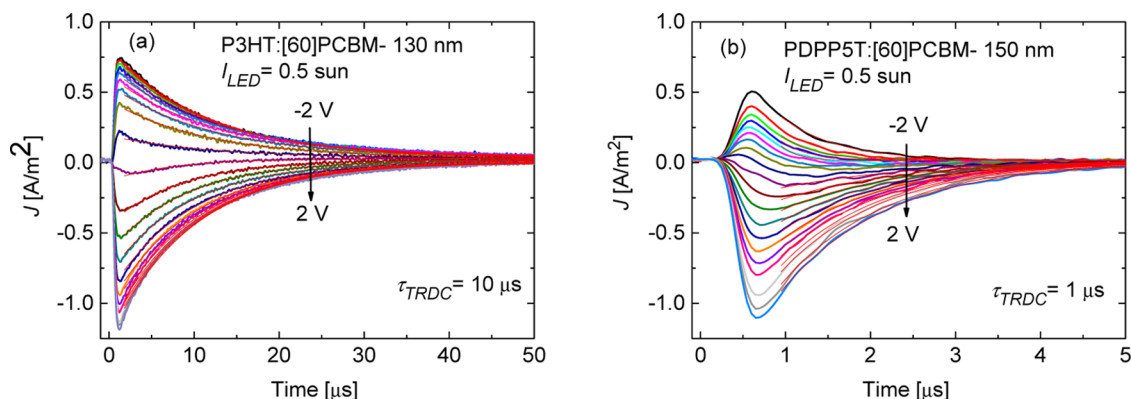 (a)
P3HT:[60]PCBM- 130 nm
I_LED= 0.5 sun
-2 V
2 V
τ_TRDC= 10 μs
J [A/m²]
1.0
0.5
0.0
-0.5
-1.0
0 10 20 30 40 50
Time [μs]
(b)
PDPP5T:[60]PCBM- 150 nm
I_LED= 0.5 sun
-2 V
2 V
τ_TRDC= 1 μs
J [A/m²]
1.0
0.5
0.0
-0.5
-1.0
0 1 2 3 4 5
Time [μs]